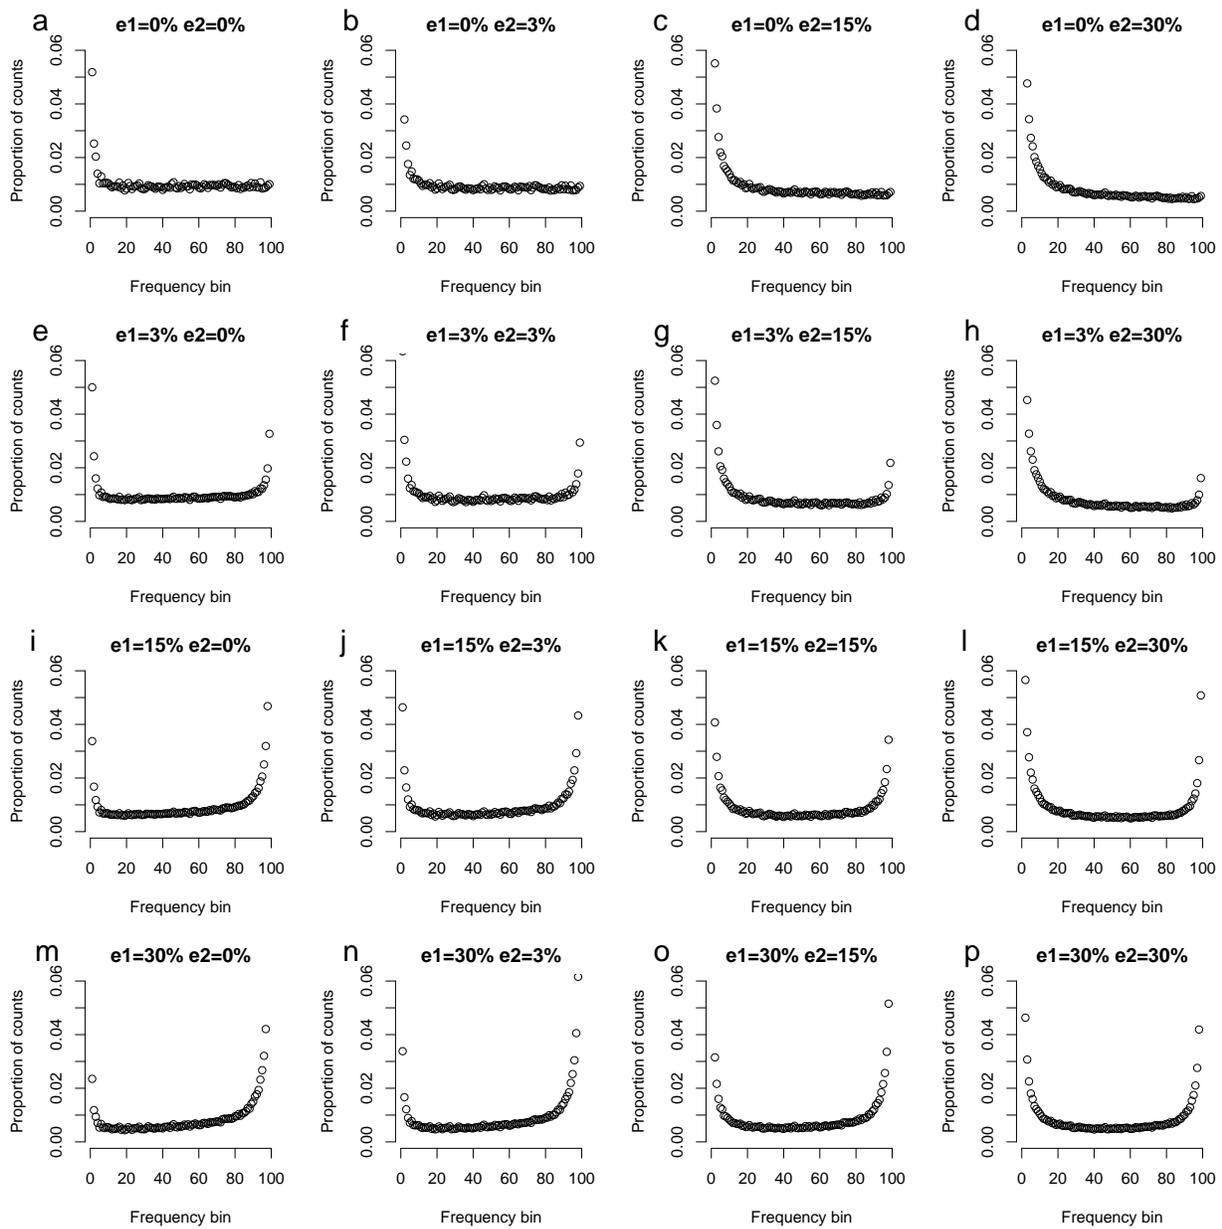 a
e1=0% e2=0%
Proportion of counts
0.06
0.04
0.02
0.00
0 20 40 60 80 100
Frequency bin
b
e1=0% e2=3%
Proportion of counts
0.06
0.04
0.02
0.00
0 20 40 60 80 100
Frequency bin
c
e1=0% e2=15%
Proportion of counts
0.06
0.04
0.02
0.00
0 20 40 60 80 100
Frequency bin
d
e1=0% e2=30%
Proportion of counts
0.06
0.04
0.02
0.00
0 20 40 60 80 100
Frequency bin
e
e1=3% e2=0%
Proportion of counts
0.06
0.04
0.02
0.00
0 20 40 60 80 100
Frequency bin
f
e1=3% e2=3%
Proportion of counts
0.06
0.04
0.02
0.00
0 20 40 60 80 100
Frequency bin
g
e1=3% e2=15%
Proportion of counts
0.06
0.04
0.02
0.00
0 20 40 60 80 100
Frequency bin
h
e1=3% e2=30%
Proportion of counts
0.06
0.04
0.02
0.00
0 20 40 60 80 100
Frequency bin
i
e1=15% e2=0%
Proportion of counts
0.06
0.04
0.02
0.00
0 20 40 60 80 100
Frequency bin
j
e1=15% e2=3%
Proportion of counts
0.06
0.04
0.02
0.00
0 20 40 60 80 100
Frequency bin
k
e1=15% e2=15%
Proportion of counts
0.06
0.04
0.02
0.00
0 20 40 60 80 100
Frequency bin
l
e1=15% e2=30%
Proportion of counts
0.06
0.04
0.02
0.00
0 20 40 60 80 100
Frequency bin
m
e1=30% e2=0%
Proportion of counts
0.06
0.04
0.02
0.00
0 20 40 60 80 100
Frequency bin
n
e1=30% e2=3%
Proportion of counts
0.06
0.04
0.02
0.00
0 20 40 60 80 100
Frequency bin
o
e1=30% e2=15%
Proportion of counts
0.06
0.04
0.02
0.00
0 20 40 60 80 100
Frequency bin
p
e1=30% e2=30%
Proportion of counts
0.06
0.04
0.02
0.00
0 20 40 60 80 100
Frequency bin